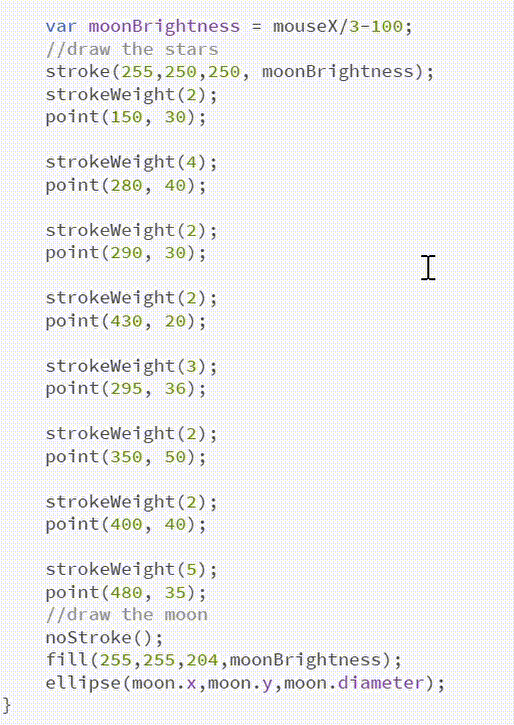 var moonBrightness = mouseX/3-100;
//draw the stars
stroke(255,250,250, moonBrightness);
strokeWeight(2);
point(150, 30);
strokeWeight(4);
point(280, 40);
strokeWeight(2);
point(290, 30);
strokeWeight(2);
point(430, 20);
strokeWeight(3);
point(295, 36);
strokeWeight(2);
point(350, 50);
strokeWeight(2);
point(400, 40);
strokeWeight(5);
point(480, 35);
//draw the moon
noStroke();
fill(255,255,204,moonBrightness);
ellipse(moon.x,moon.y,moon.diameter);
}